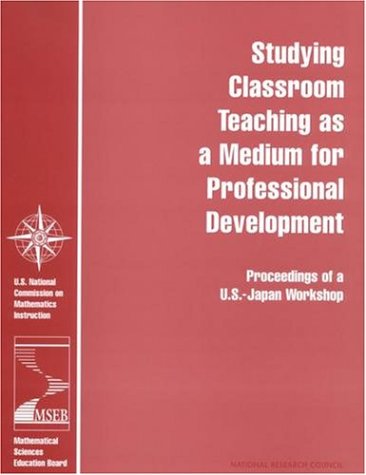 Studying
Classroom
Teaching as
a Medium for
Professional
Development
Proceedings of a
U.S.-Japan Workshop
U.S. National
Commission on
Mathematics
Instruction
MSEB
Mathematical
Sciences
Education Board
NATIONAL RESEARCH COUNCIL